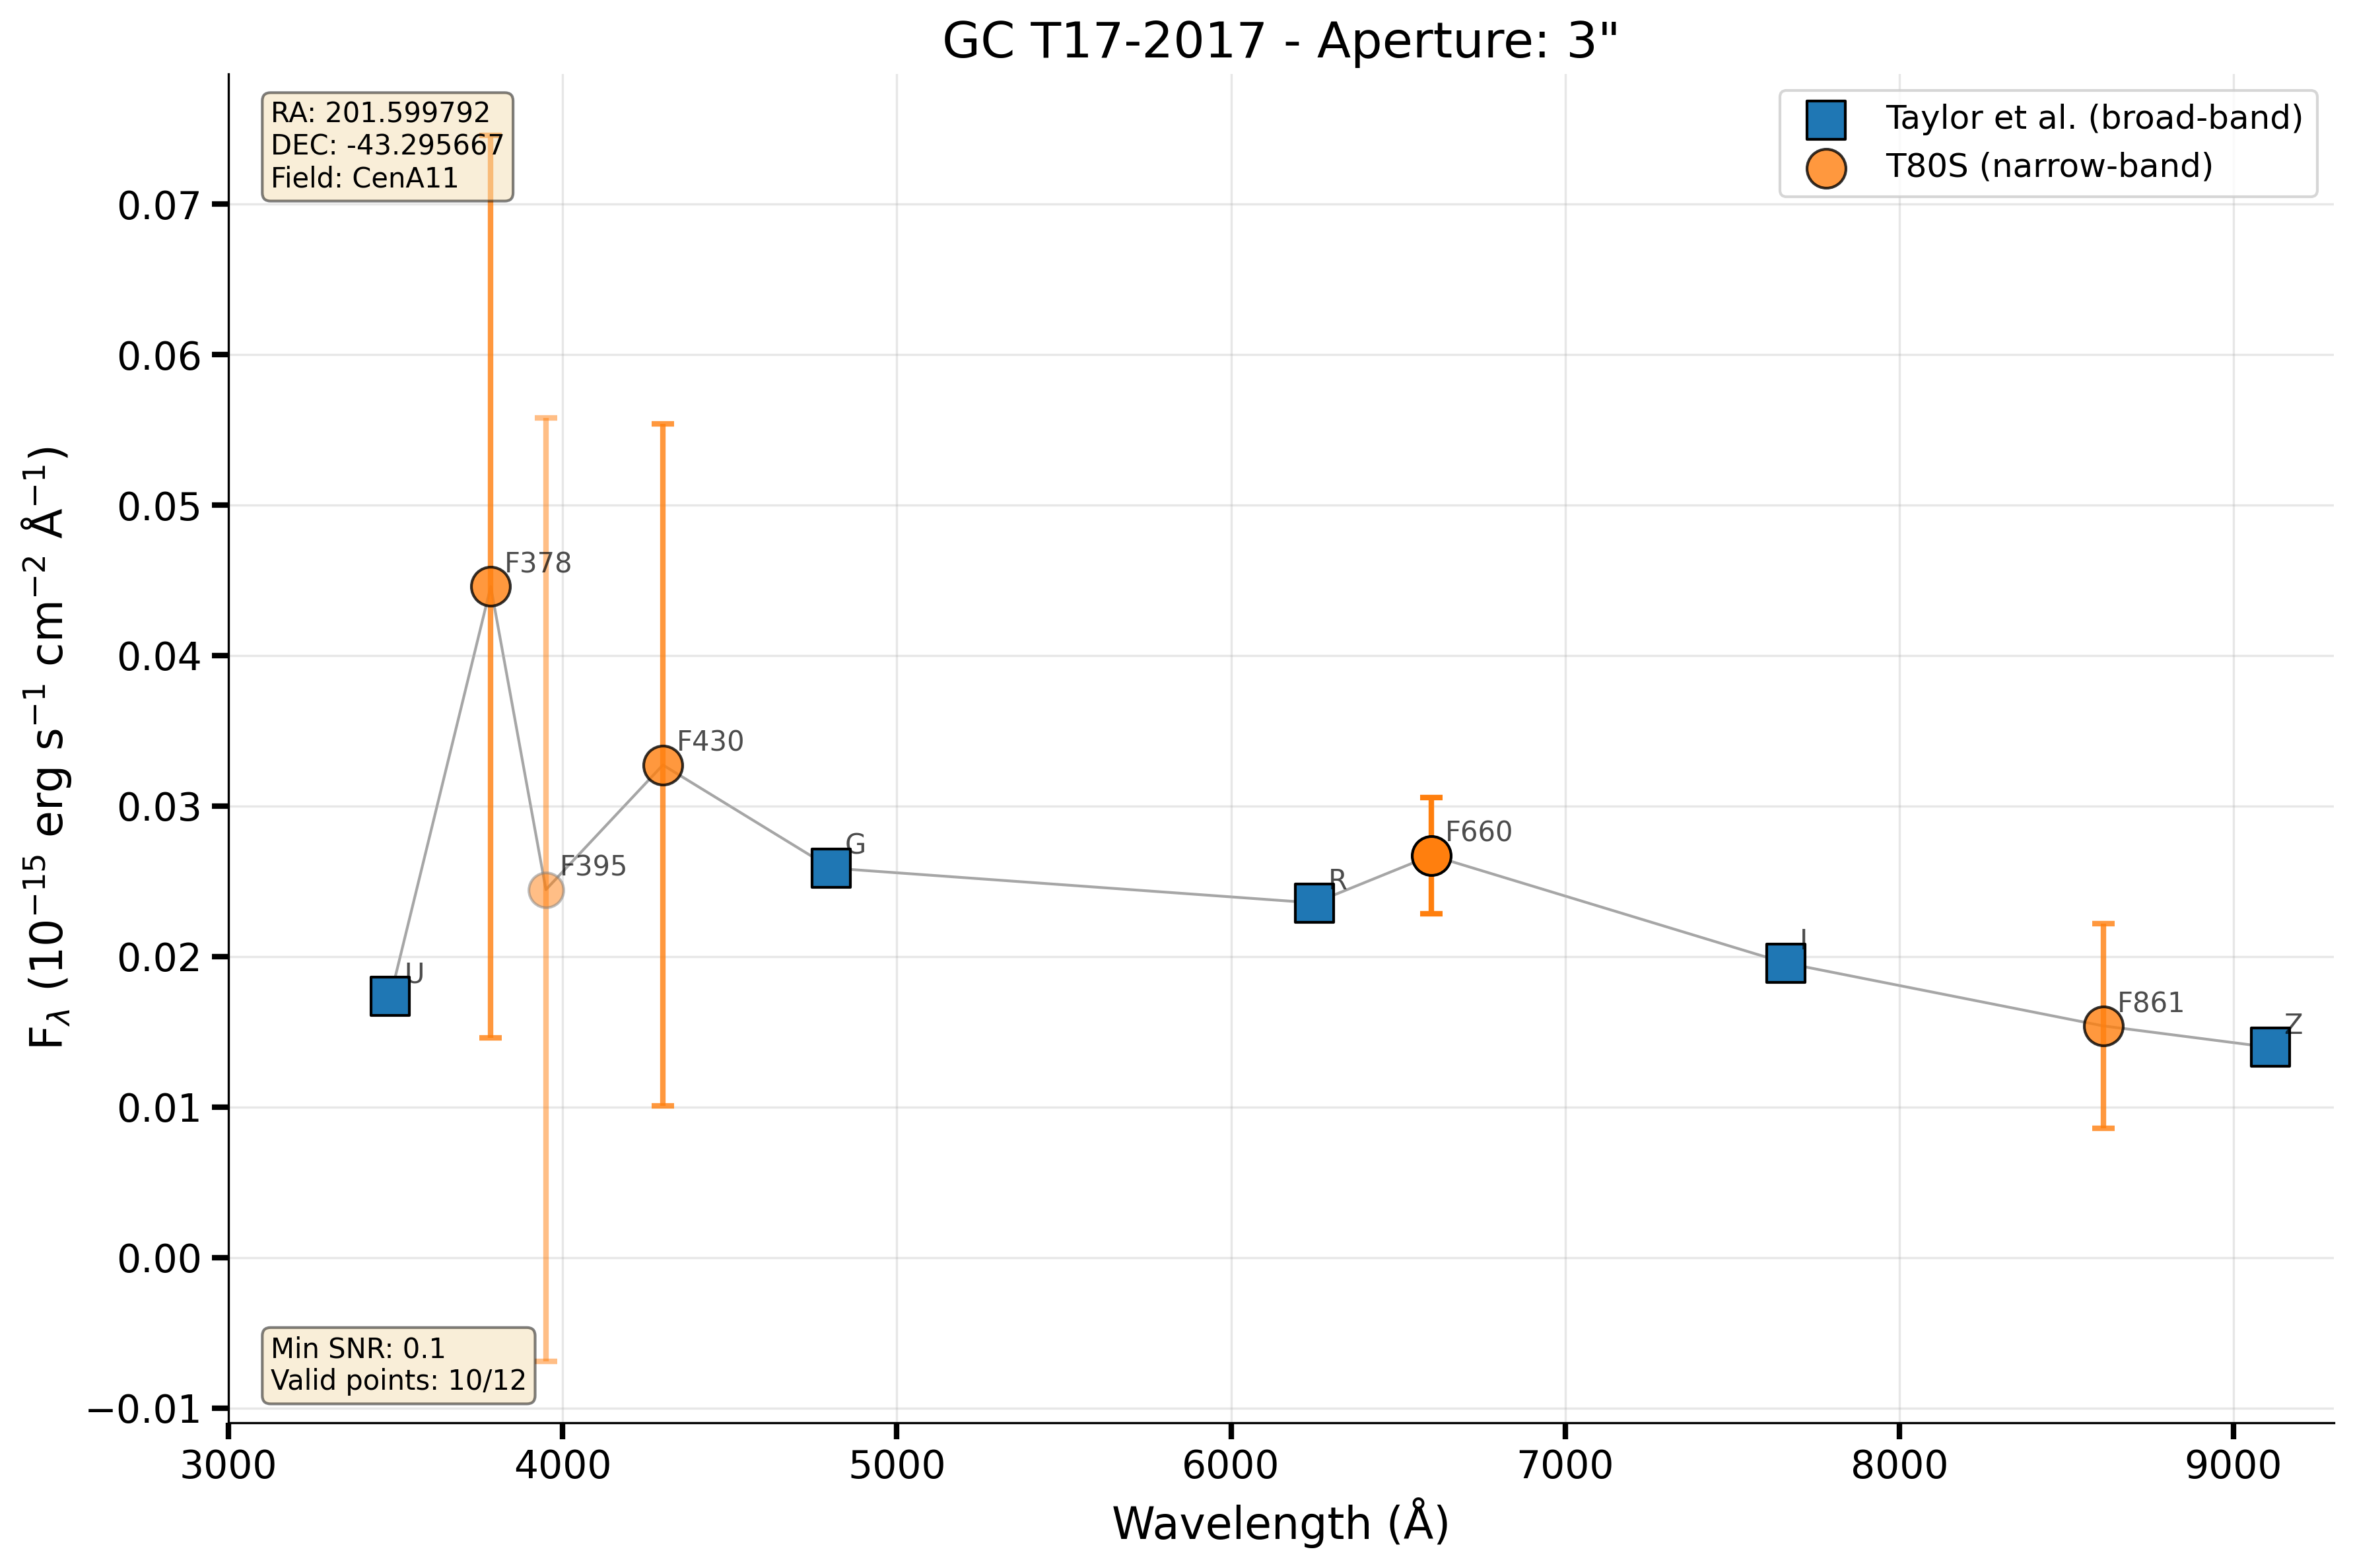 GC T17-2017 - Aperture: 3"
RA: 201.599792
DEC: -43.295667
Field: CenA11
Taylor et al. (broad-band)
T80S (narrow-band)
F_λ (10⁻¹⁵ erg s⁻¹ cm⁻² Å⁻¹)
0.07
0.06
0.05
0.04
0.03
0.02
0.01
0.00
−0.01
U
F378
F395
F430
G
R
F660
I
F861
Z
Min SNR: 0.1
Valid points: 10/12
3000 4000 5000 6000 7000 8000 9000
Wavelength (Å)